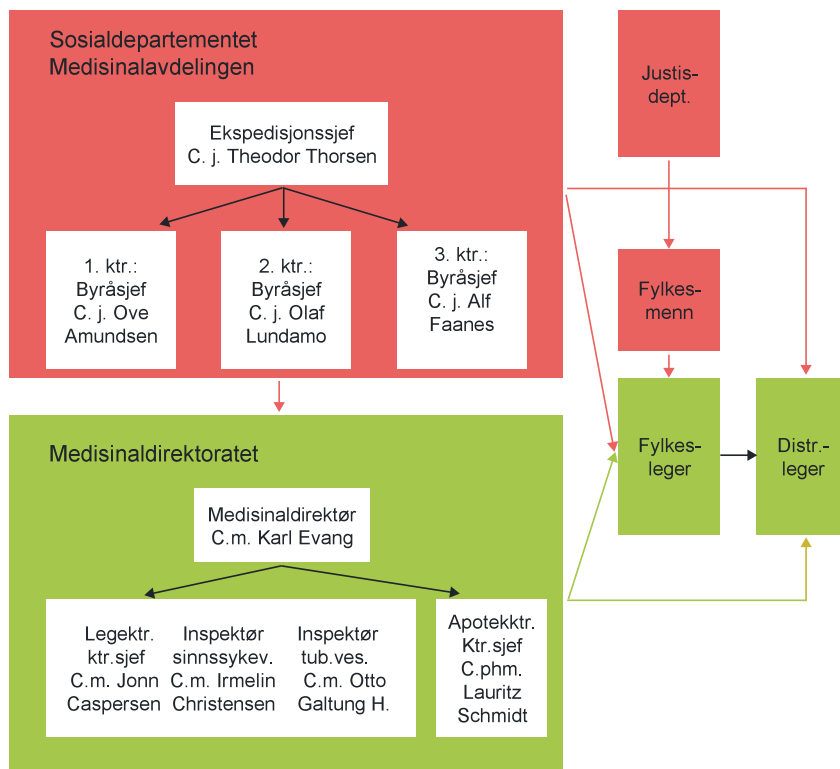 Sosialdepartementet
Medisinalavdelingen
Ekspedisjonssjef
C. j. Theodor Thorsen
1. ktr.:
Byråsjef
C. j. Ove
Amundsen
2. ktr.:
Byråsjef
C. j. Olaf
Lundamo
3. ktr.:
Byråsjef
C. j. Alf
Faanes
Justis-
dept.
Fylkes-
menn
Fylkes-
leger
Distr.-
leger
Medisinaldirektoratet
Medisinaldirektør
C.m. Karl Evang
Legektr.
ktr.sjef
C.m. Jonn
Caspersen
Inspektør
sinnssykev.
C.m. Irmelin
Christensen
Inspektør
tub.ves.
C.m. Otto
Galtung H.
Apotekktr.
Ktr.sjef
C.phm.
Lauritz
Schmidt